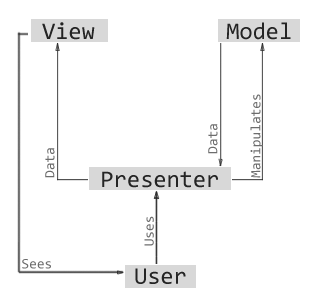 View
Model
Data
Data
Manipulates
Presenter
Uses
Sees
User